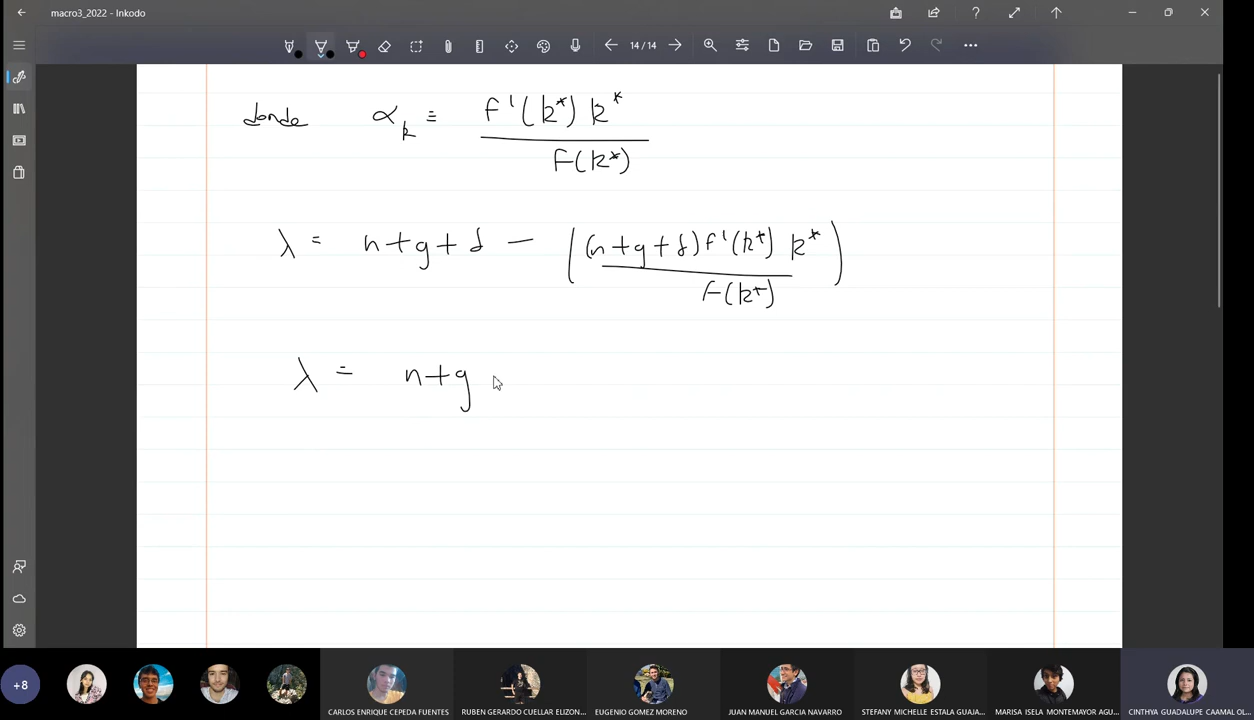 macro3_2022 - Inkodo
14/14
donde α_k ≡ f'(k*) k* / f(k*)
λ = n+g+δ − ((n+g+δ)f'(k*) k* / f(k*))
λ = n+g
+8
CARLOS ENRIQUE CEPEDA FUENTES
RUBEN GERARDO CUELLAR ELIZON...
EUGENIO GOMEZ MORENO
JUAN MANUEL GARCIA NAVARRO
STEFANY MICHELLE ESTALA GUAJA...
MARISA ISELA MONTEMAYOR AGU...
CINTHYA GUADALUPE CAAMAL OL...